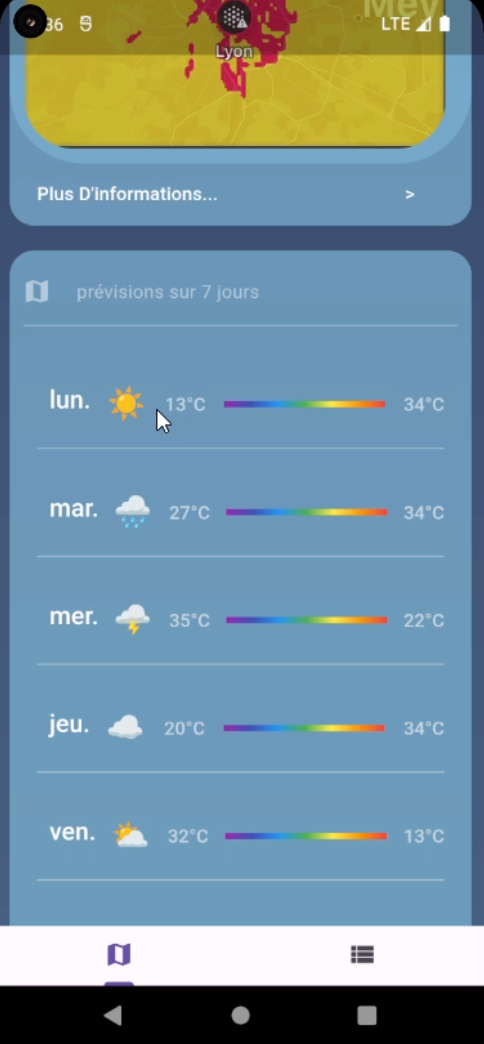 36
LTE
Mey
Lyon
Plus D'informations... >
prévisions sur 7 jours
lun. 13°C 34°C
mar. 27°C 34°C
mer. 35°C 22°C
jeu. 20°C 34°C
ven. 32°C 13°C